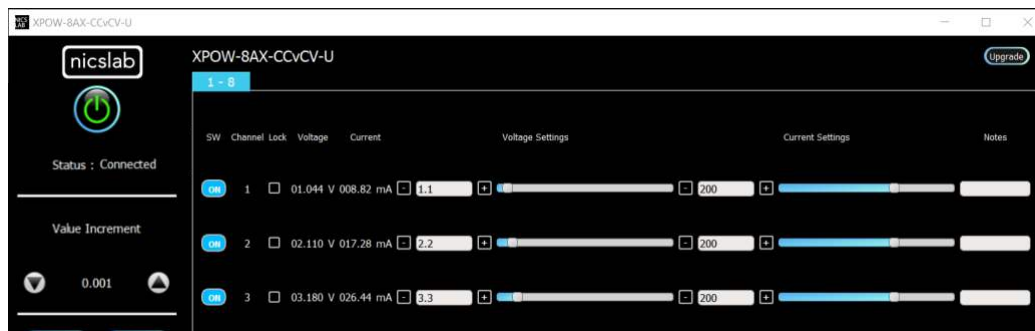 NICS LAB XPOW-8AX-CCvCV-U
nicslab
XPOW-8AX-CCvCV-U
Upgrade
1 - 8
SW Channel Lock Voltage Current Voltage Settings Current Settings Notes
Status : Connected
ON 1 01.044 V 008.82 mA - 1.1 + - 200 +
Value Increment
ON 2 02.110 V 017.28 mA - 2.2 + - 200 +
0.001
ON 3 03.180 V 026.44 mA - 3.3 + - 200 +